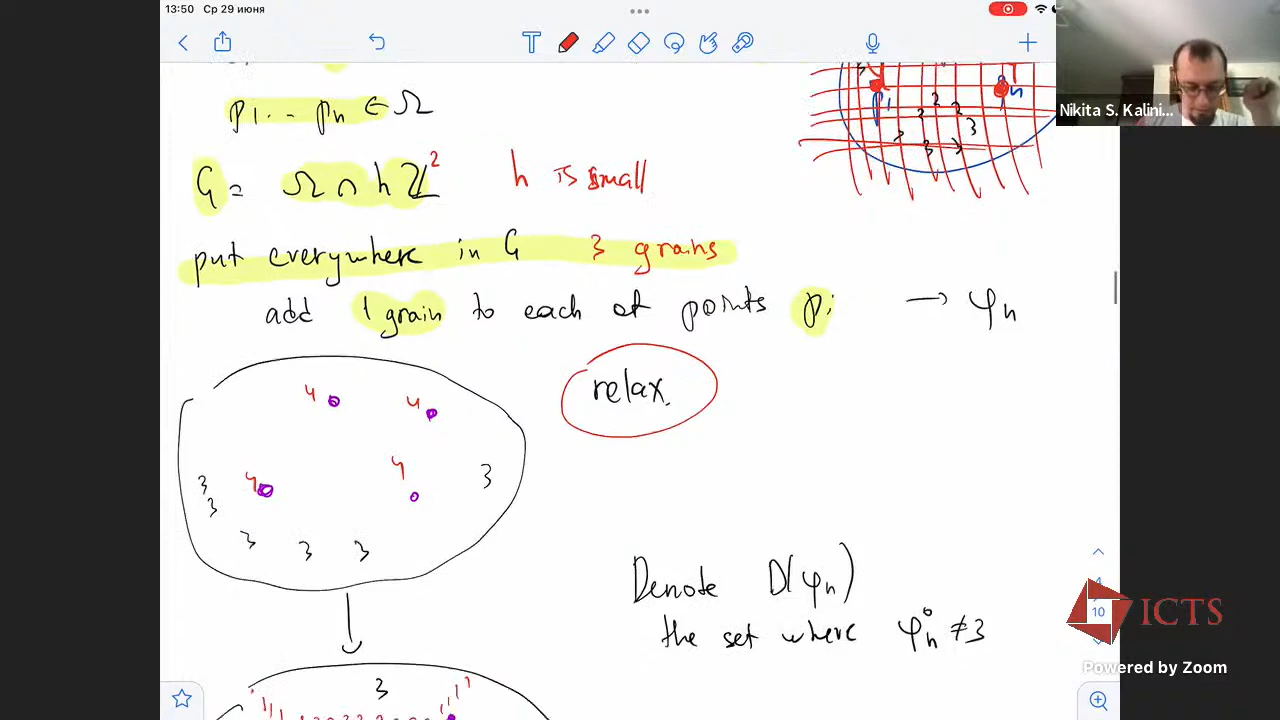 13:50 Ср 29 июня
p1 .. pn ∈ Ω
G = Ω ∩ h ℤ² h is small
put everywhere in G 3 grains
add 1 grain to each of points pi → φn
relax.
4 4
4 4
3 3
3
3 3 3
Denote D(φn)
the set where φn° ≠ 3
3
Nikita S. Kalini...
10
ICTS
Powered by Zoom